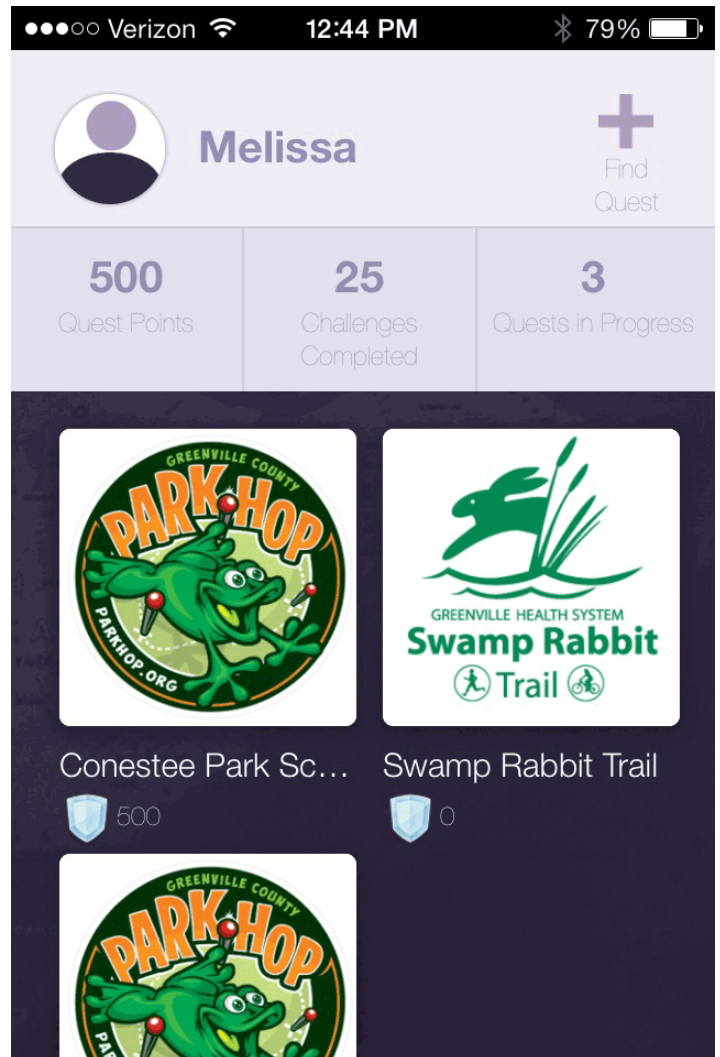 Verizon 12:44 PM 79%
Melissa
Find
Quest
500
Quest Points
25
Challenges
Completed
3
Quests in Progress
GREENVILLE COUNTY
PARK HOP
PARKHOP.ORG
GREENVILLE HEALTH SYSTEM
Swamp Rabbit
Trail
Conestee Park Sc...
500
Swamp Rabbit Trail
0
GREENVILLE COUNTY
PARK HOP